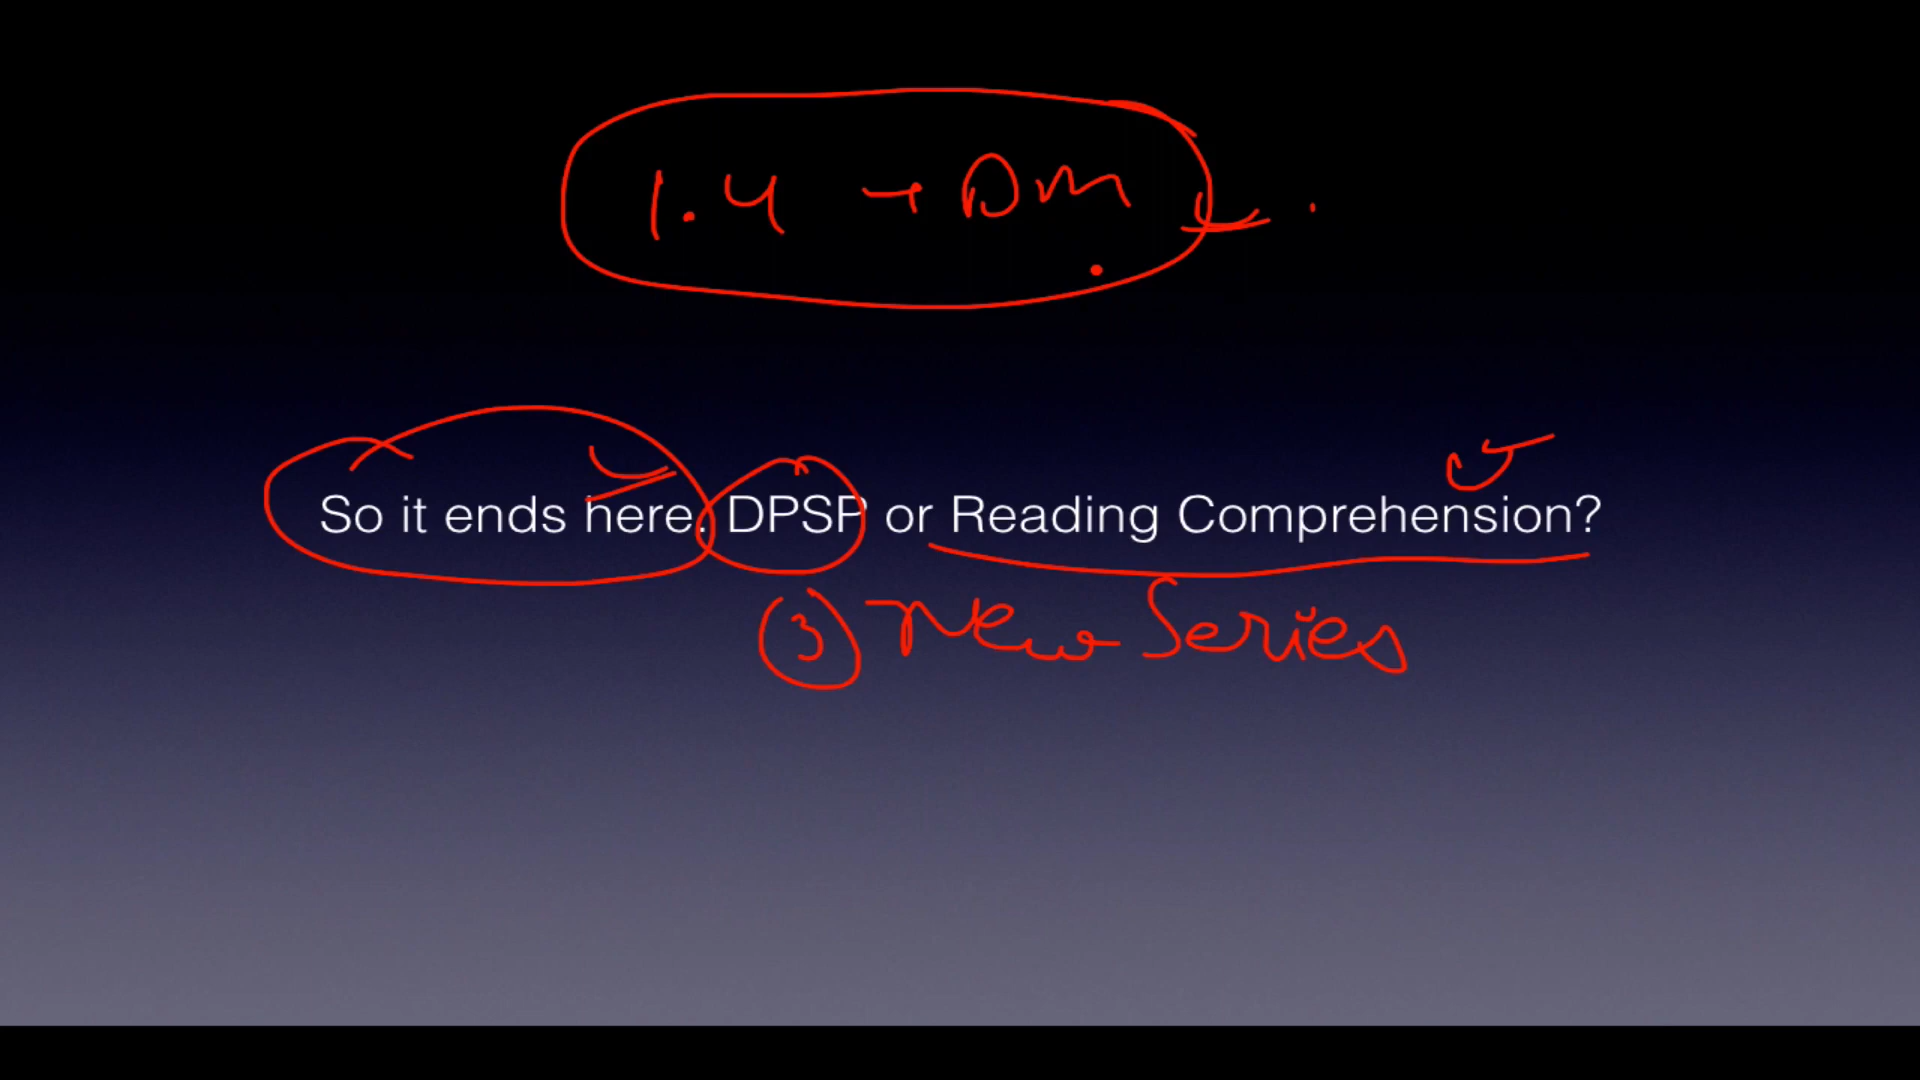 1.4 → DM
So it ends here. DPSP or Reading Comprehension?
3 New Series